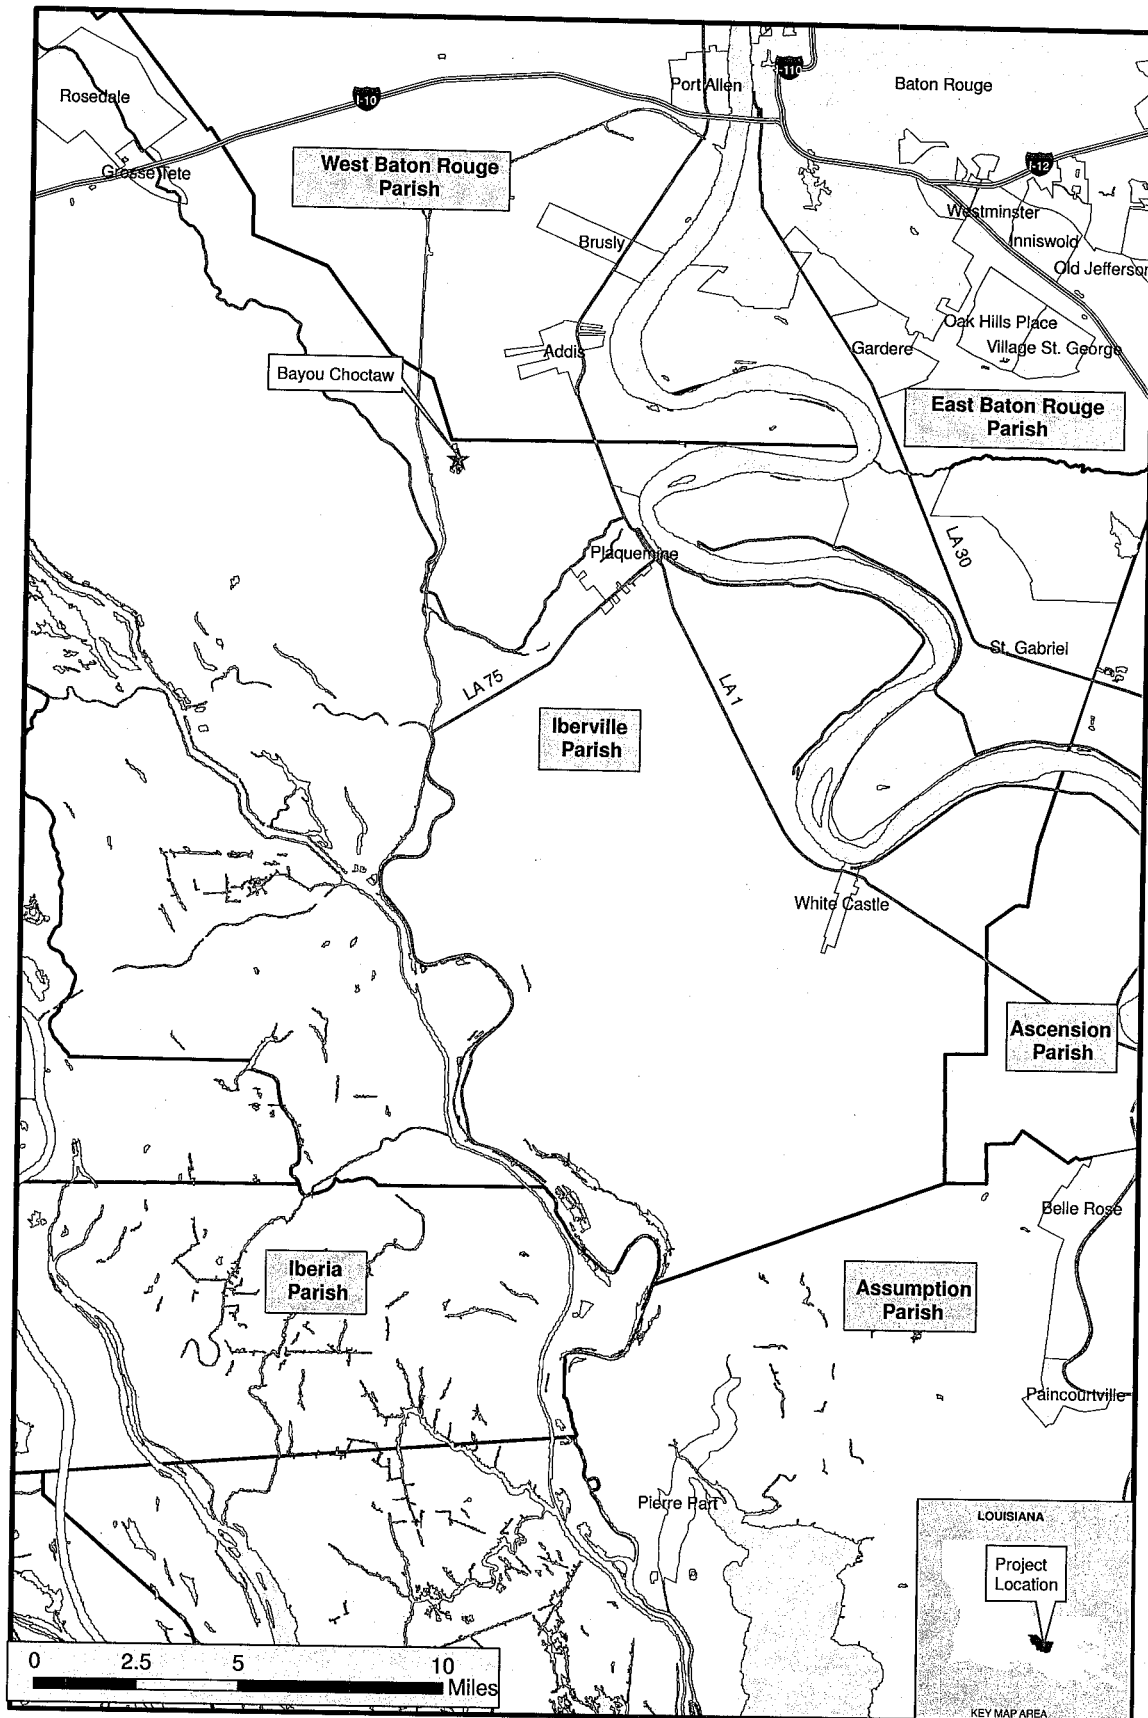 Port Allen
I-110
Baton Rouge
Rosedale
I-10
Grosse Tete
West Baton Rouge
Parish
I-12
Westminster
Brusly
Inniswold
Old Jefferson
Oak Hills Place
Addis
Gardere
Village St. George
Bayou Choctaw
East Baton Rouge
Parish
LA 30
Plaquemine
St. Gabriel
LA 75
LA 1
Iberville
Parish
White Castle
Ascension
Parish
Belle Rose
Iberia
Parish
Assumption
Parish
Paincourtville
Pierre Part
LOUISIANA
Project
Location
KEY MAP AREA
0 2.5 5 10
Miles